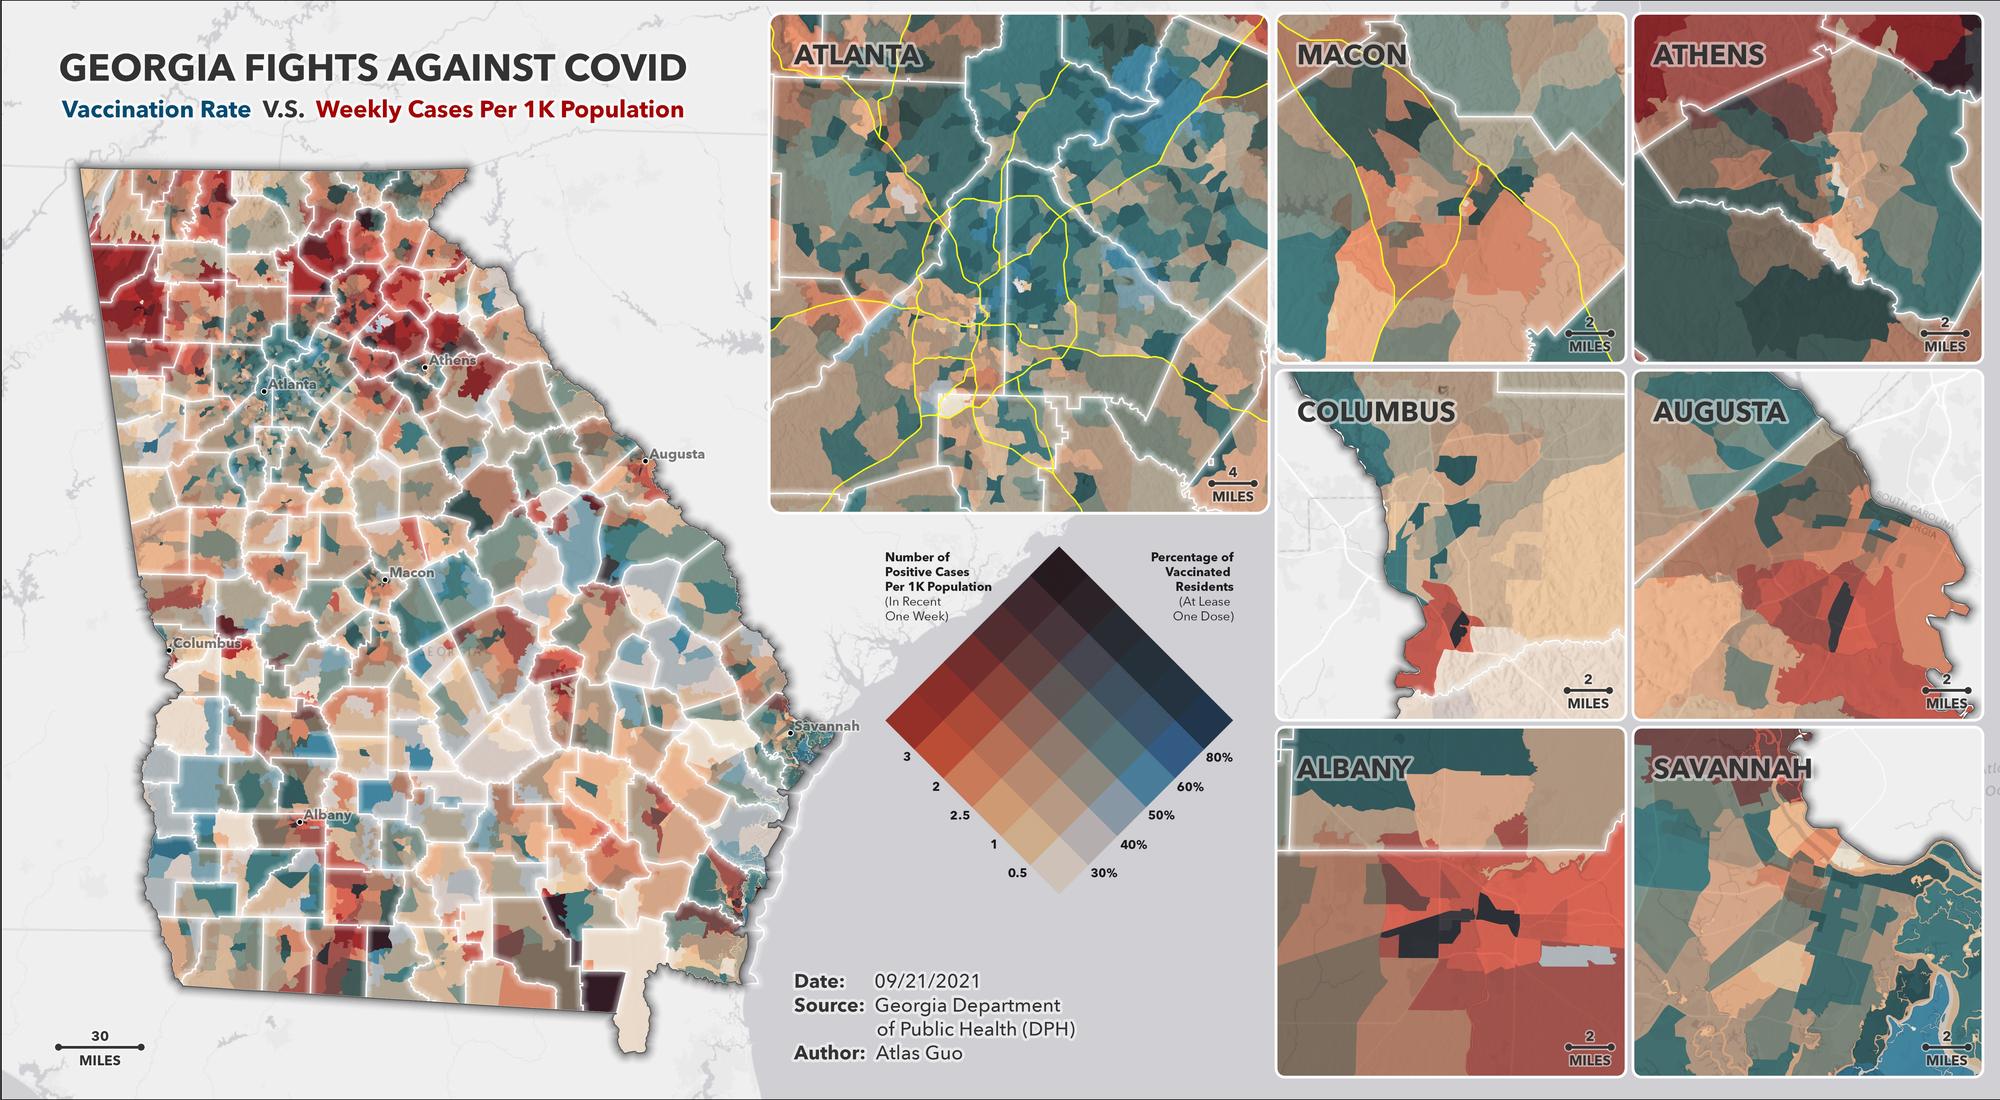 GEORGIA FIGHTS AGAINST COVID
Vaccination Rate V.S. Weekly Cases Per 1K Population
Athens
Atlanta
Augusta
Macon
Columbus
Savannah
Albany
30
MILES
ATLANTA
4
MILES
MACON
2
MILES
ATHENS
2
MILES
COLUMBUS
2
MILES
AUGUSTA
SOUTH CAROLINA
GEORGIA
2
MILES
ALBANY
2
MILES
SAVANNAH
2
MILES
Number of
Positive Cases
Per 1K Population
(In Recent
One Week)
Percentage of
Vaccinated
Residents
(At Lease
One Dose)
3
2
2.5
1
0.5
80%
60%
50%
40%
30%
Date: 09/21/2021
Source: Georgia Department
of Public Health (DPH)
Author: Atlas Guo